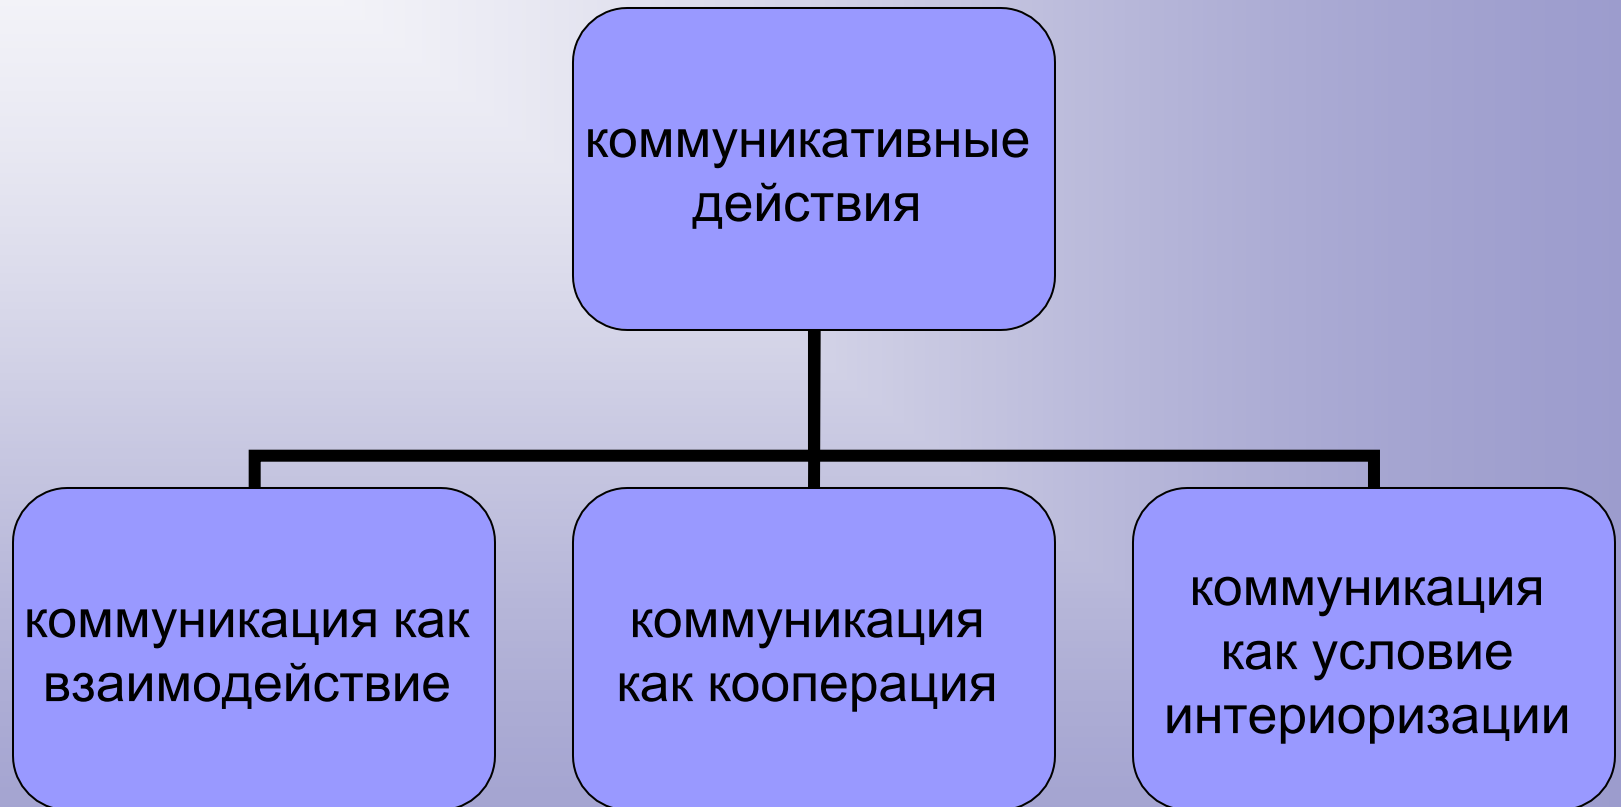 коммуникативные
действия
коммуникация как
взаимодействие
коммуникация
как кооперация
коммуникация
как условие
интериоризации